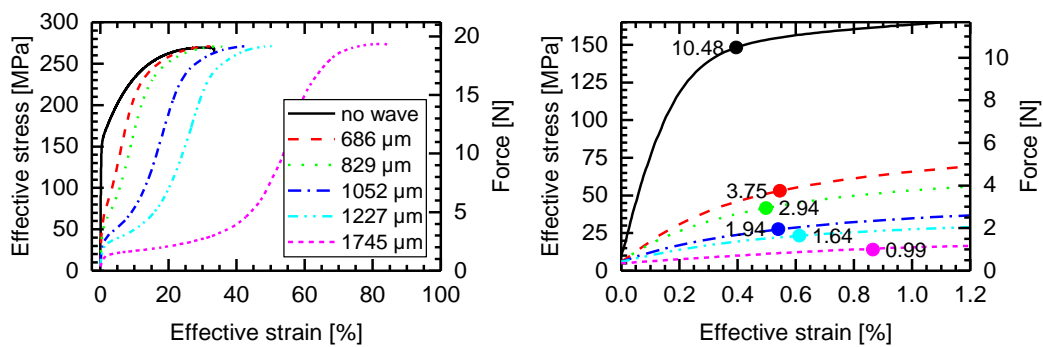 300
250
200
150
100
50
0
Effective stress [MPa]
20
15
10
5
0
Force [N]
no wave
686 µm
829 µm
1052 µm
1227 µm
1745 µm
0 20 40 60 80 100
Effective strain [%]
150
125
100
75
50
25
0
Effective stress [MPa]
10
8
6
4
2
0
Force [N]
10.48
3.75
2.94
1.94
1.64
0.99
0.0 0.2 0.4 0.6 0.8 1.0 1.2
Effective strain [%]